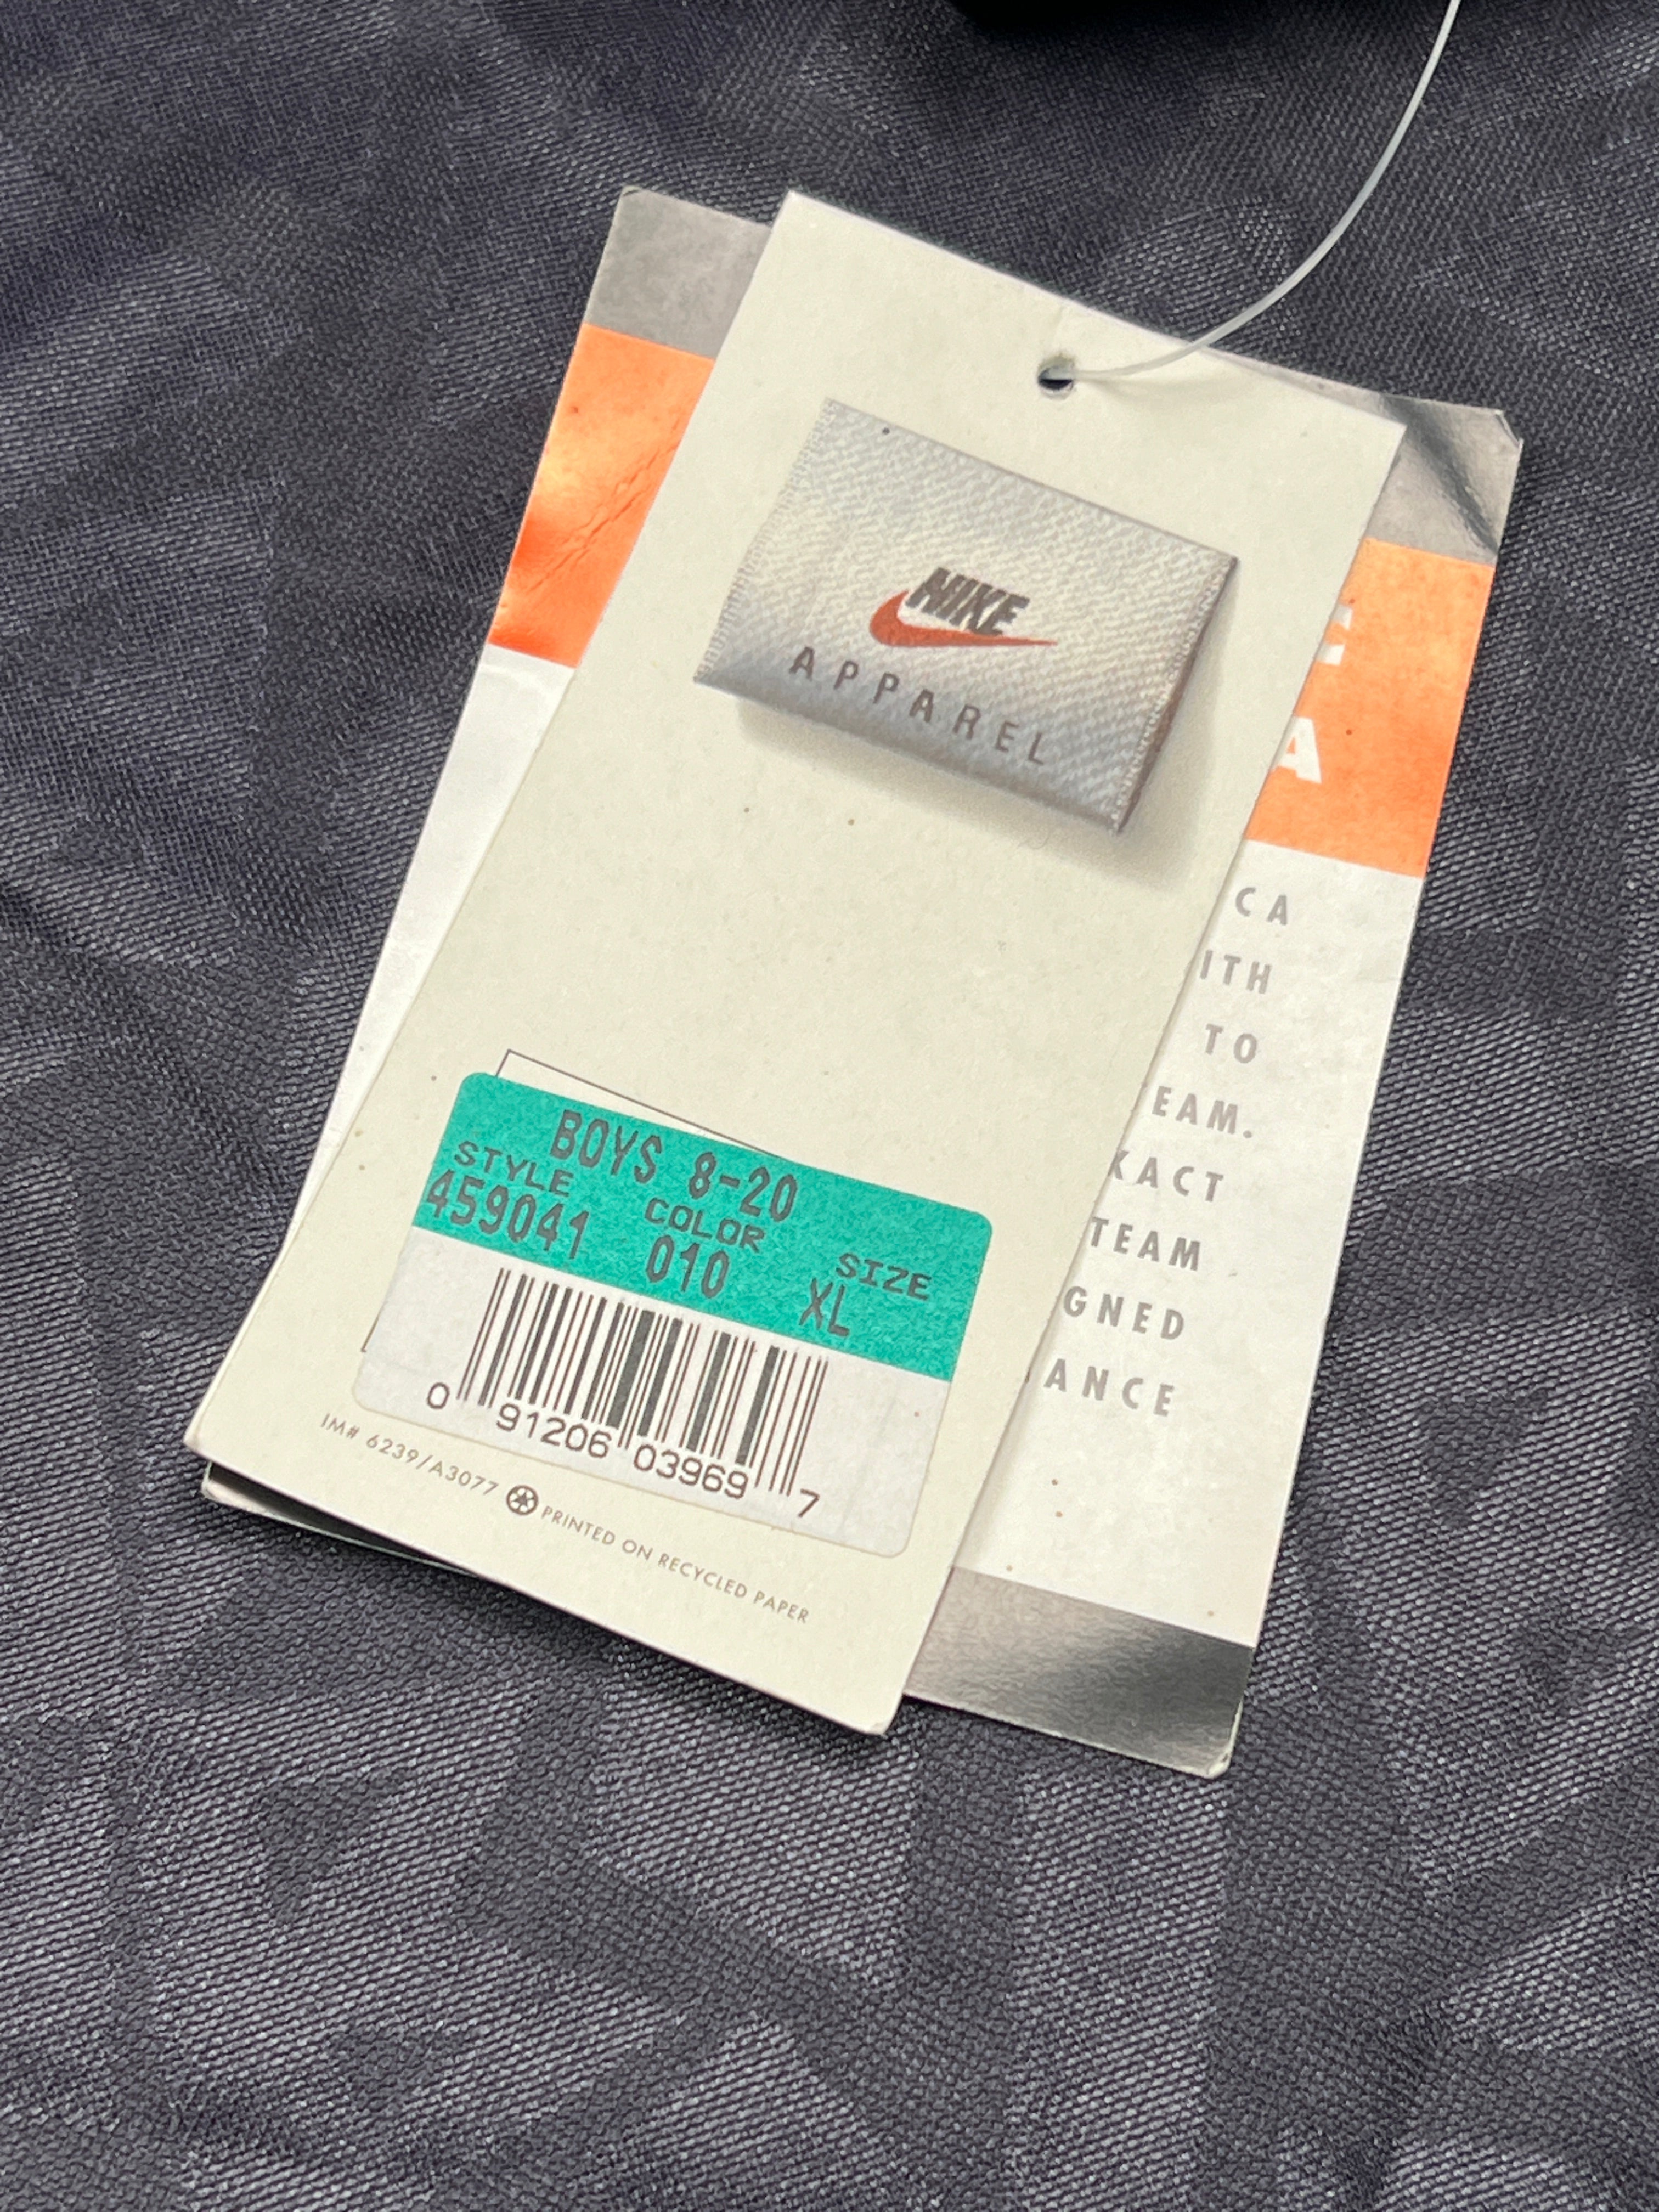 NIKE
APPAREL
BOYS 8-20
STYLE COLOR SIZE
459041 010 XL
0 91206 03969 7
IM# 6239/A3077 PRINTED ON RECYCLED PAPER
A
CA
ITH
TO
EAM.
XACT
TEAM
GNED
ANCE